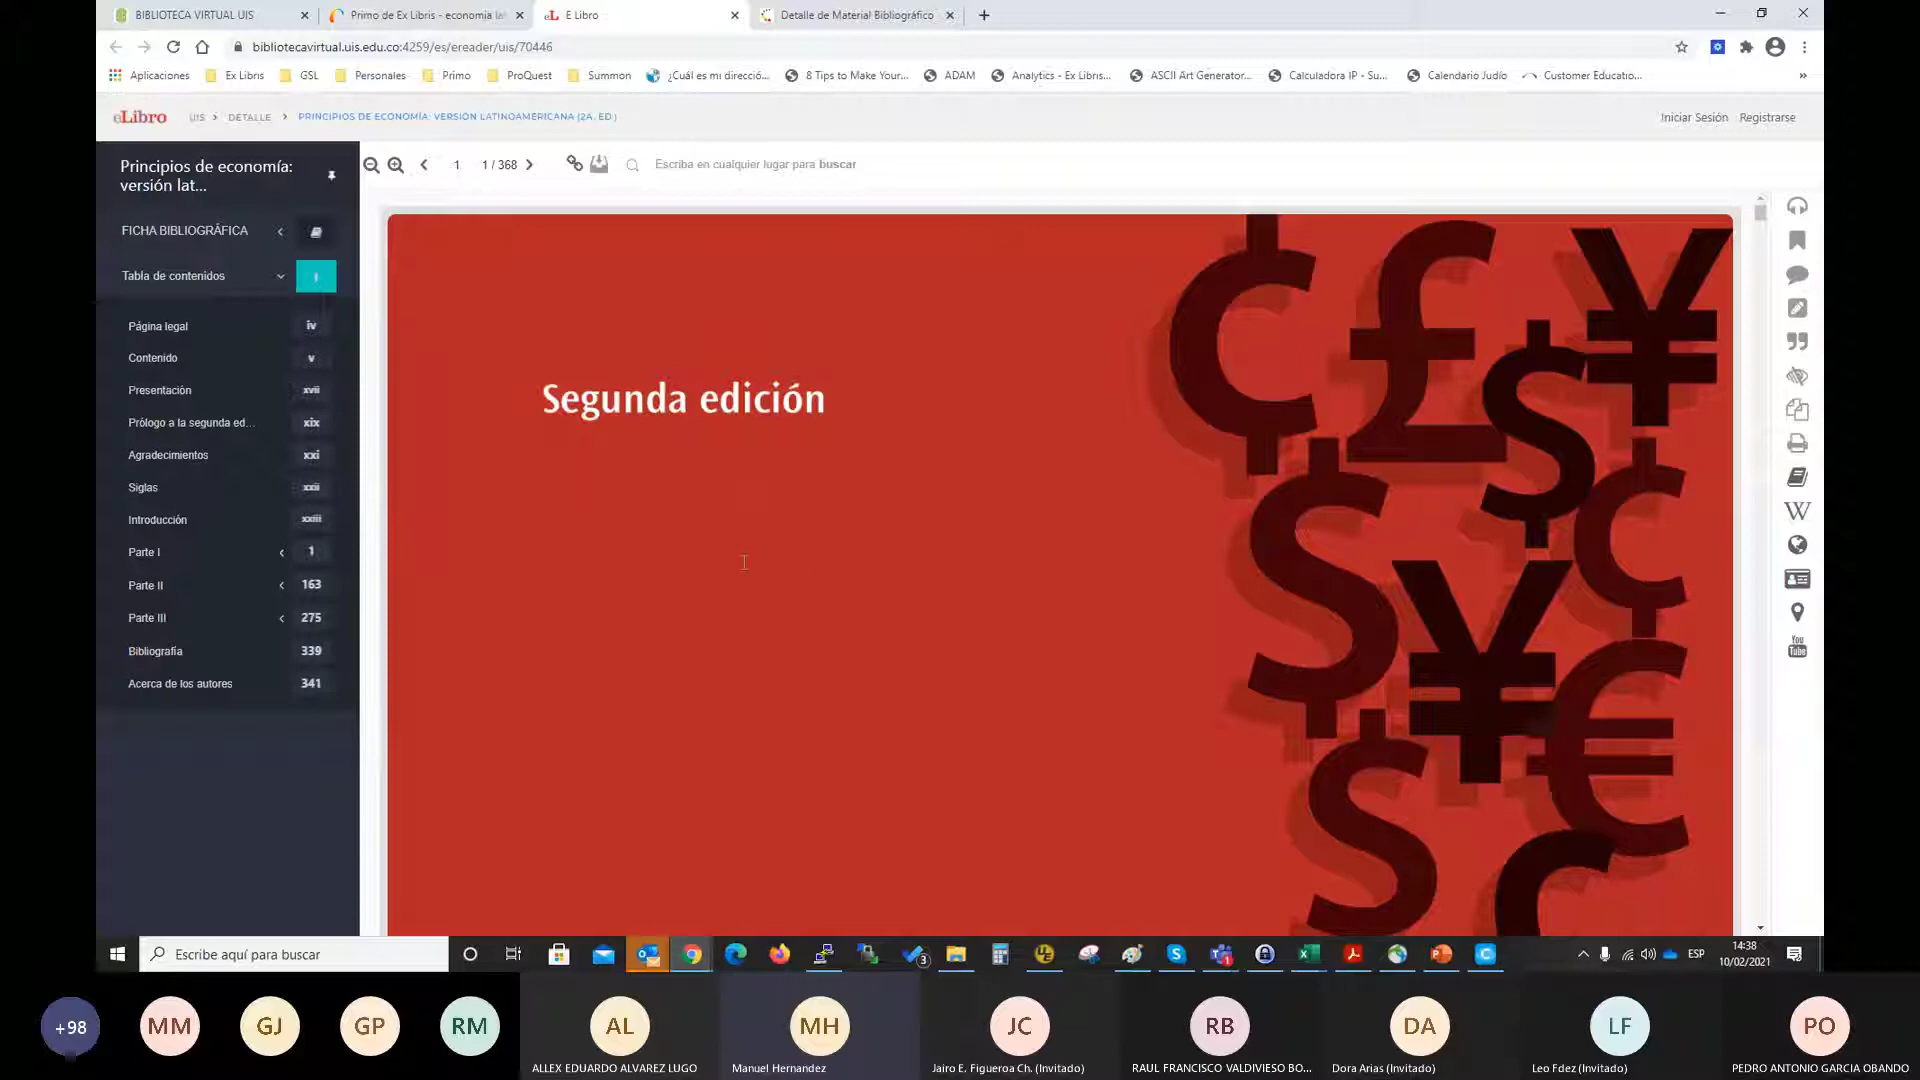 BIBLIOTECA VIRTUAL UIS
Primo de Ex Libris - economia la
E Libro
Detalle de Material Bibliográfico
bibliotecavirtual.uis.edu.co:4259/es/ereader/uis/70446
Aplicaciones
Ex Libris
GSL
Personales
Primo
ProQuest
Summon
¿Cuál es mi direcció...
8 Tips to Make Your...
ADAM
Analytics - Ex Libris...
ASCII Art Generator...
Calculadora IP - Su...
Calendario Judío
Customer Educatio...
eLibro
UIS > DETALLE > PRINCIPIOS DE ECONOMÍA: VERSIÓN LATINOAMERICANA (2A. ED.)
Iniciar Sesión
Registrarse
Principios de economía:
versión lat...
1
1 / 368
Escriba en cualquier lugar para buscar
FICHA BIBLIOGRÁFICA
Tabla de contenidos
Página legal iv
Contenido v
Presentación xvii
Prólogo a la segunda ed... xix
Agradecimientos xxi
Siglas xxii
Introducción xxiii
Parte I 1
Parte II 163
Parte III 275
Bibliografía 339
Acerca de los autores 341
Segunda edición
You
Tube
Escribe aquí para buscar
3
ESP
14:38
10/02/2021
+98
MM
GJ
GP
RM
AL
MH
JC
RB
DA
LF
PO
ALLEX EDUARDO ALVAREZ LUGO
Manuel Hernandez
Jairo E. Figueroa Ch. (Invitado)
RAUL FRANCISCO VALDIVIESO BO...
Dora Arias (Invitado)
Leo Fdez (Invitado)
PEDRO ANTONIO GARCIA OBANDO